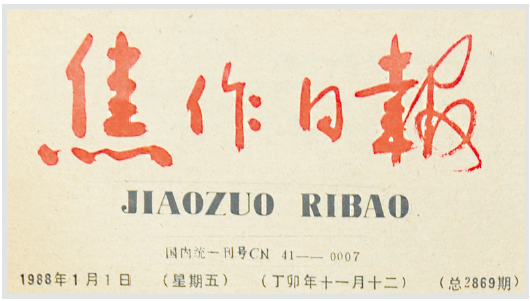 焦作日報
JIAOZUO RIBAO
国内统一刊号CN 41——0007
1988年1月1日 （星期五） （丁卯年十一月十二） （总2869期）